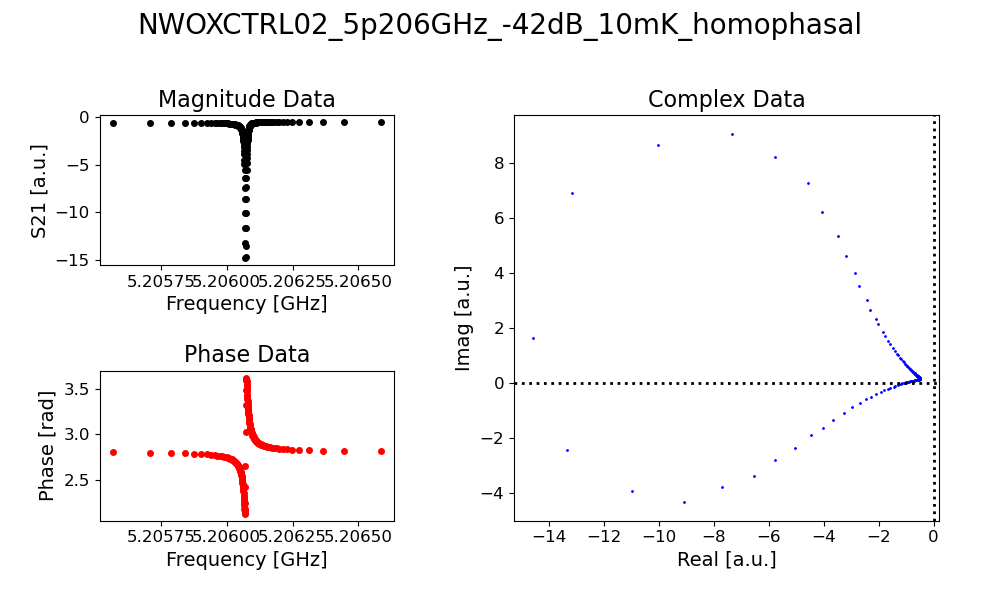 NWOXCTRL02_5p206GHz_-42dB_10mK_homophasal
Magnitude Data
S21 [a.u.]
0
−5
−10
−15
5.20575 5.20600 5.20625 5.20650
Frequency [GHz]
Phase Data
Phase [rad]
3.5
3.0
2.5
5.20575 5.20600 5.20625 5.20650
Frequency [GHz]
Complex Data
Imag [a.u.]
8
6
4
2
0
−2
−4
−14 −12 −10 −8 −6 −4 −2 0
Real [a.u.]